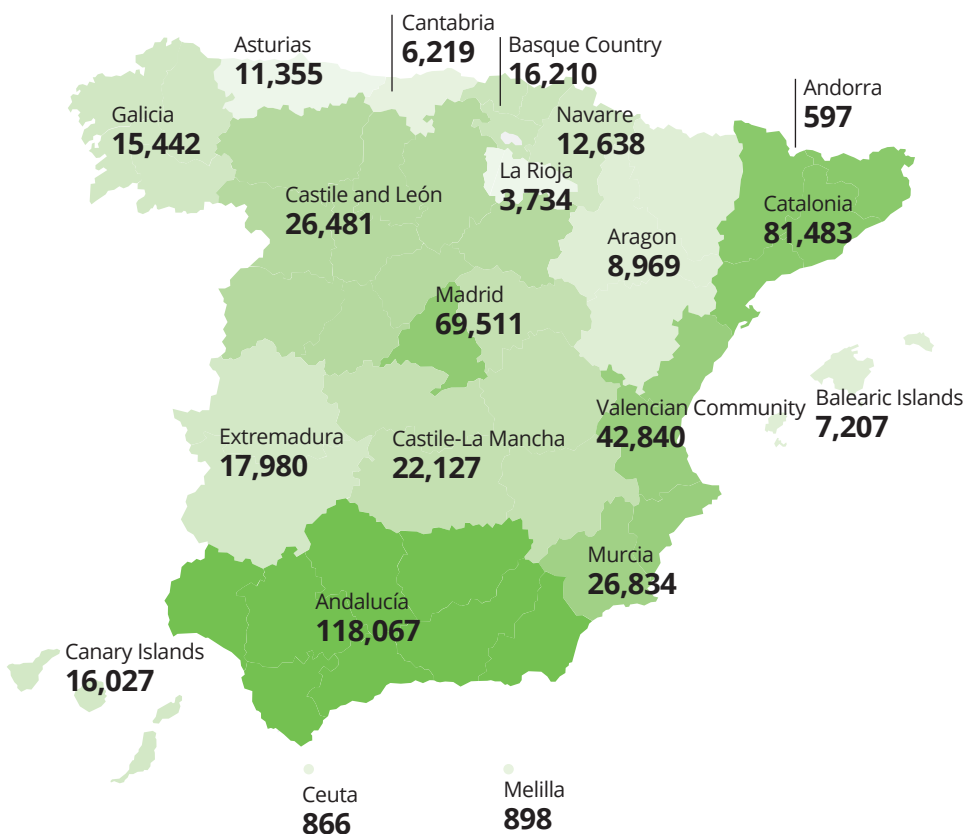 Cantabria
6,219
Asturias
11,355
Basque Country
16,210
Andorra
597
Galicia
15,442
Navarre
12,638
La Rioja
3,734
Castile and León
26,481
Catalonia
81,483
Aragon
8,969
Madrid
69,511
Balearic Islands
7,207
Valencian Community
42,840
Extremadura
17,980
Castile-La Mancha
22,127
Murcia
26,834
Andalucía
118,067
Canary Islands
16,027
Ceuta
866
Melilla
898